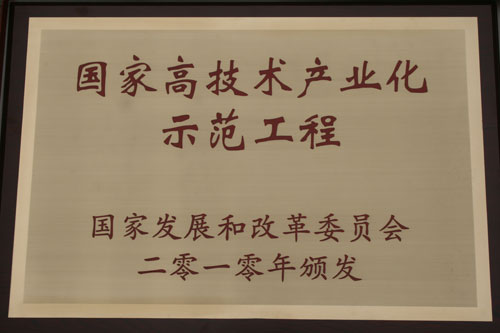 国家高技术产业化
示范工程
国家发展和改革委员会
二零一零年颁发